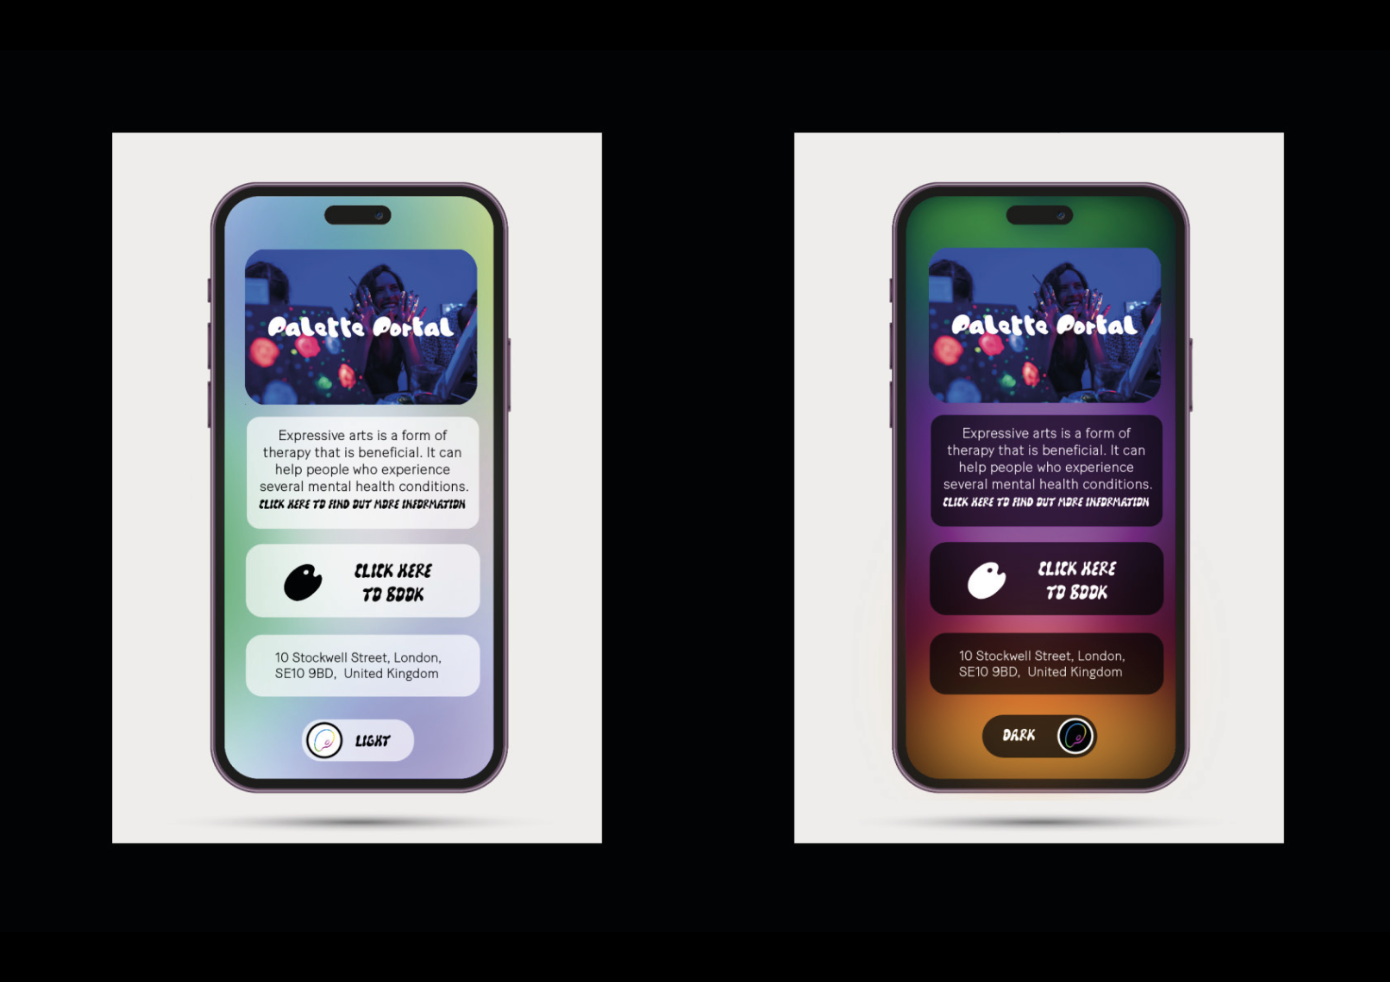 Palette Portal
Expressive arts is a form of
therapy that is beneficial. It can
help people who experience
several mental health conditions.
CLICK HERE TO FIND OUT MORE INFORMATION
CLICK HERE
TO BOOK
10 Stockwell Street, London,
SE10 9BD, United Kingdom
LIGHT
Palette Portal
Expressive arts is a form of
therapy that is beneficial. It can
help people who experience
several mental health conditions.
CLICK HERE TO FIND OUT MORE INFORMATION
CLICK HERE
TO BOOK
10 Stockwell Street, London,
SE10 9BD, United Kingdom
DARK